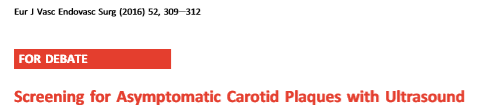 Eur J Vasc Endovasc Surg (2016) 52, 309—312
FOR DEBATE
Screening for Asymptomatic Carotid Plaques with Ultrasound